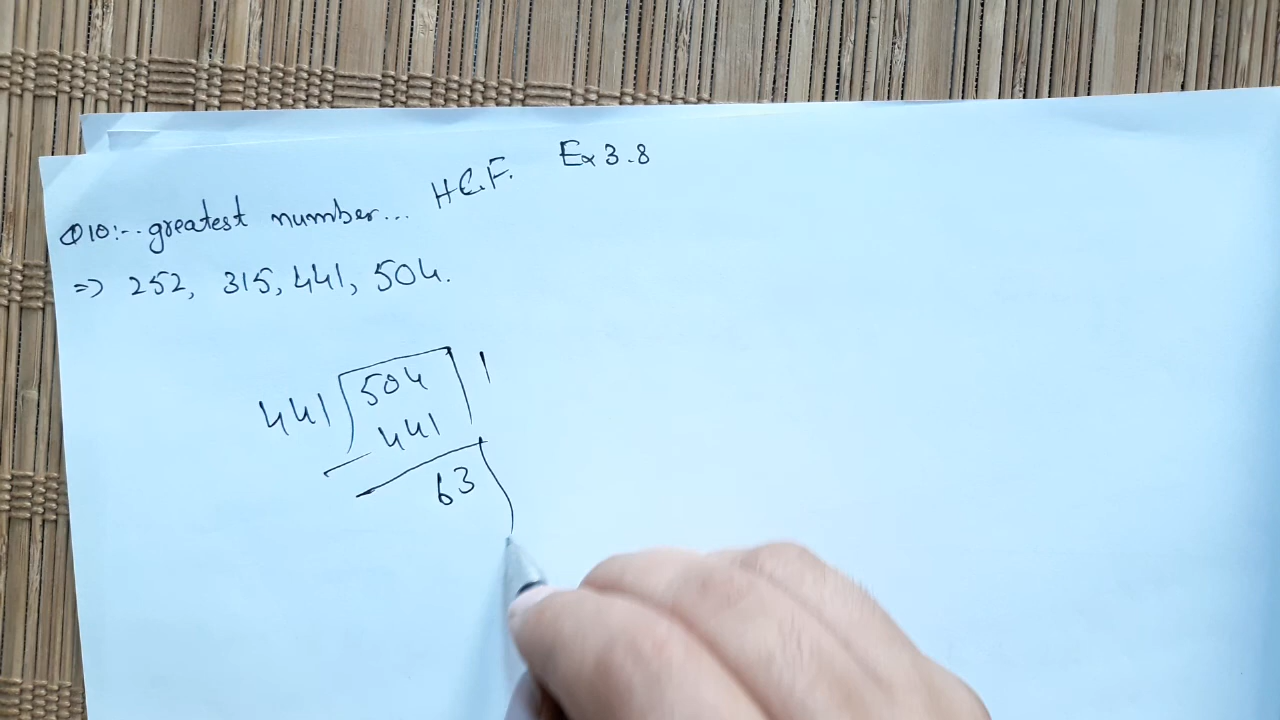 H.C.F. Ex 3.8
Q10:-. greatest number...
=> 252, 315, 441, 504.
441 504 1
441
63